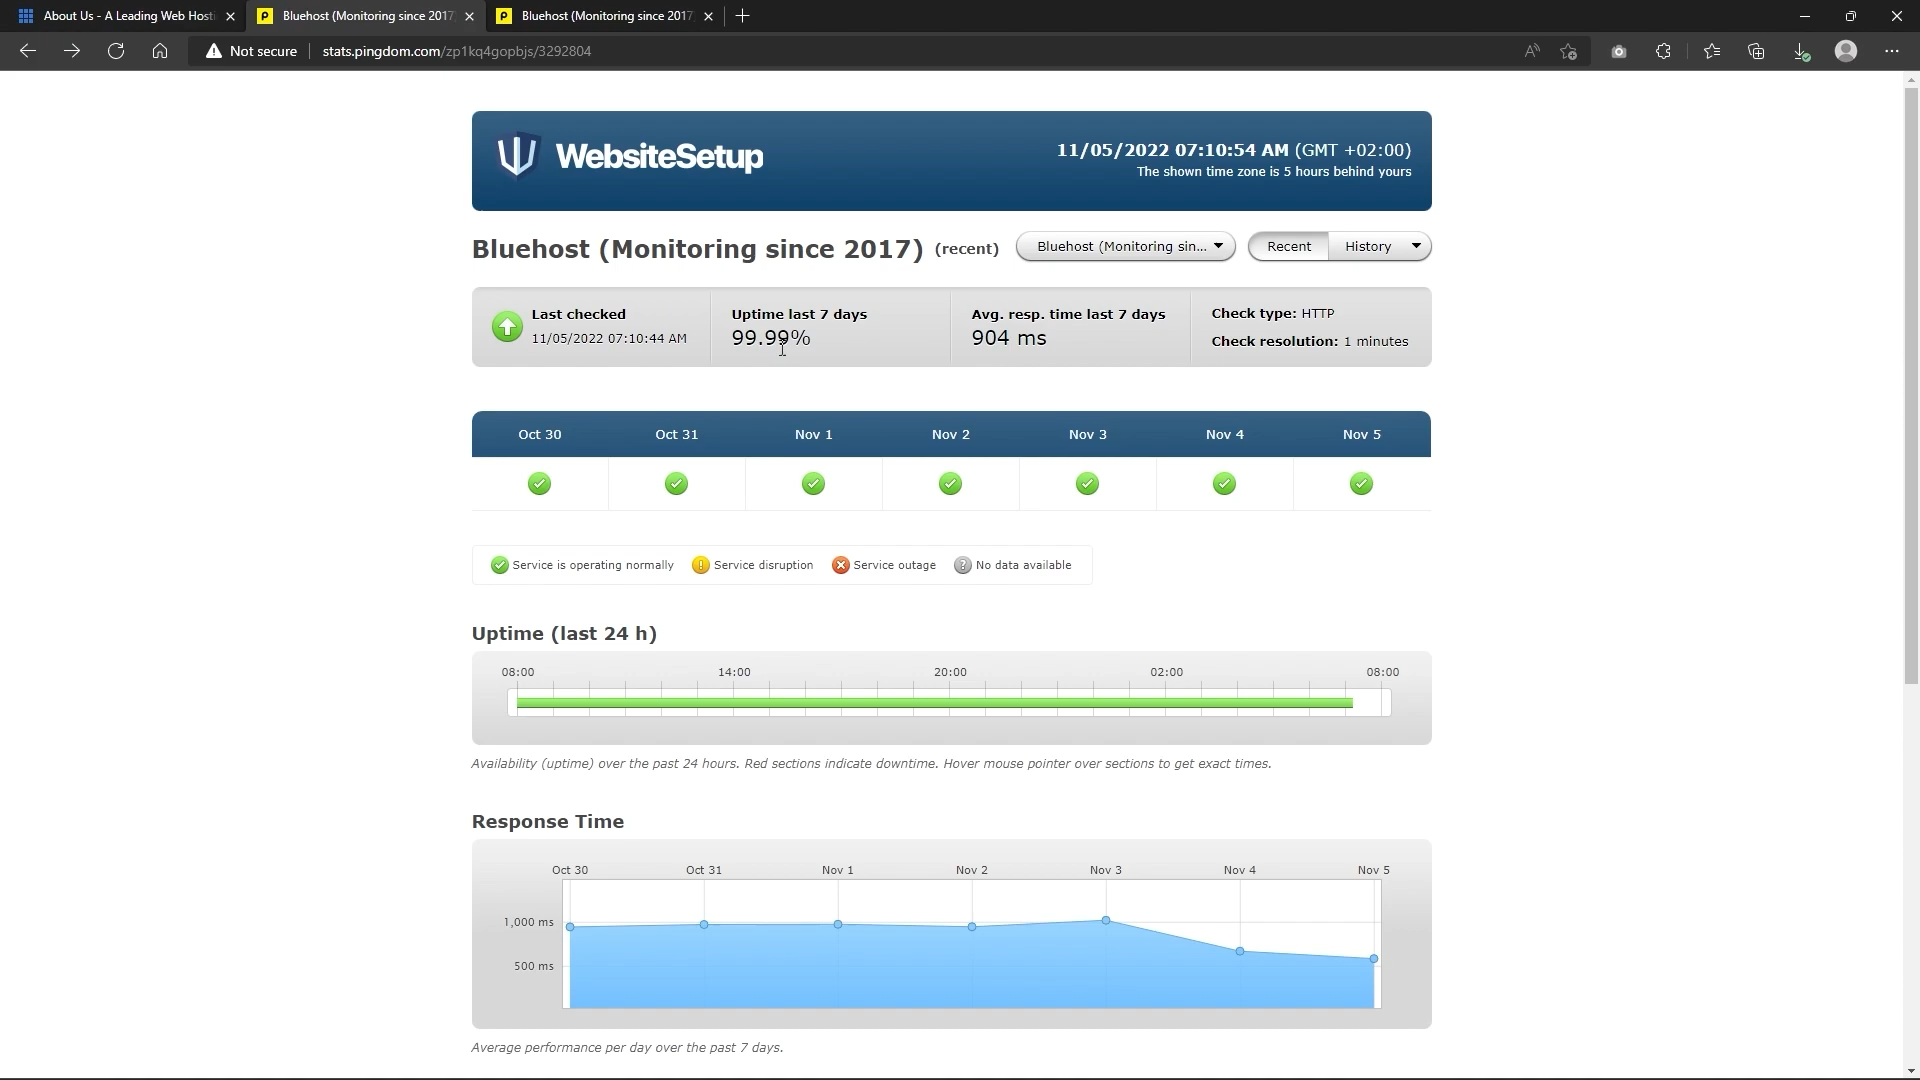 About Us - A Leading Web Hosti
Bluehost (Monitoring since 2017
Bluehost (Monitoring since 2017
Not secure
stats.pingdom.com/zp1kq4gopbjs/3292804
WebsiteSetup
11/05/2022 07:10:54 AM (GMT +02:00)
The shown time zone is 5 hours behind yours
Bluehost (Monitoring since 2017) (recent)
Bluehost (Monitoring sin...
Recent
History
Last checked
11/05/2022 07:10:44 AM
Uptime last 7 days
99.99%
Avg. resp. time last 7 days
904 ms
Check type: HTTP
Check resolution: 1 minutes
Oct 30 Oct 31 Nov 1 Nov 2 Nov 3 Nov 4 Nov 5
Service is operating normally Service disruption Service outage No data available
Uptime (last 24 h)
08:00 14:00 20:00 02:00 08:00
Availability (uptime) over the past 24 hours. Red sections indicate downtime. Hover mouse pointer over sections to get exact times.
Response Time
Oct 30 Oct 31 Nov 1 Nov 2 Nov 3 Nov 4 Nov 5
1,000 ms
500 ms
Average performance per day over the past 7 days.